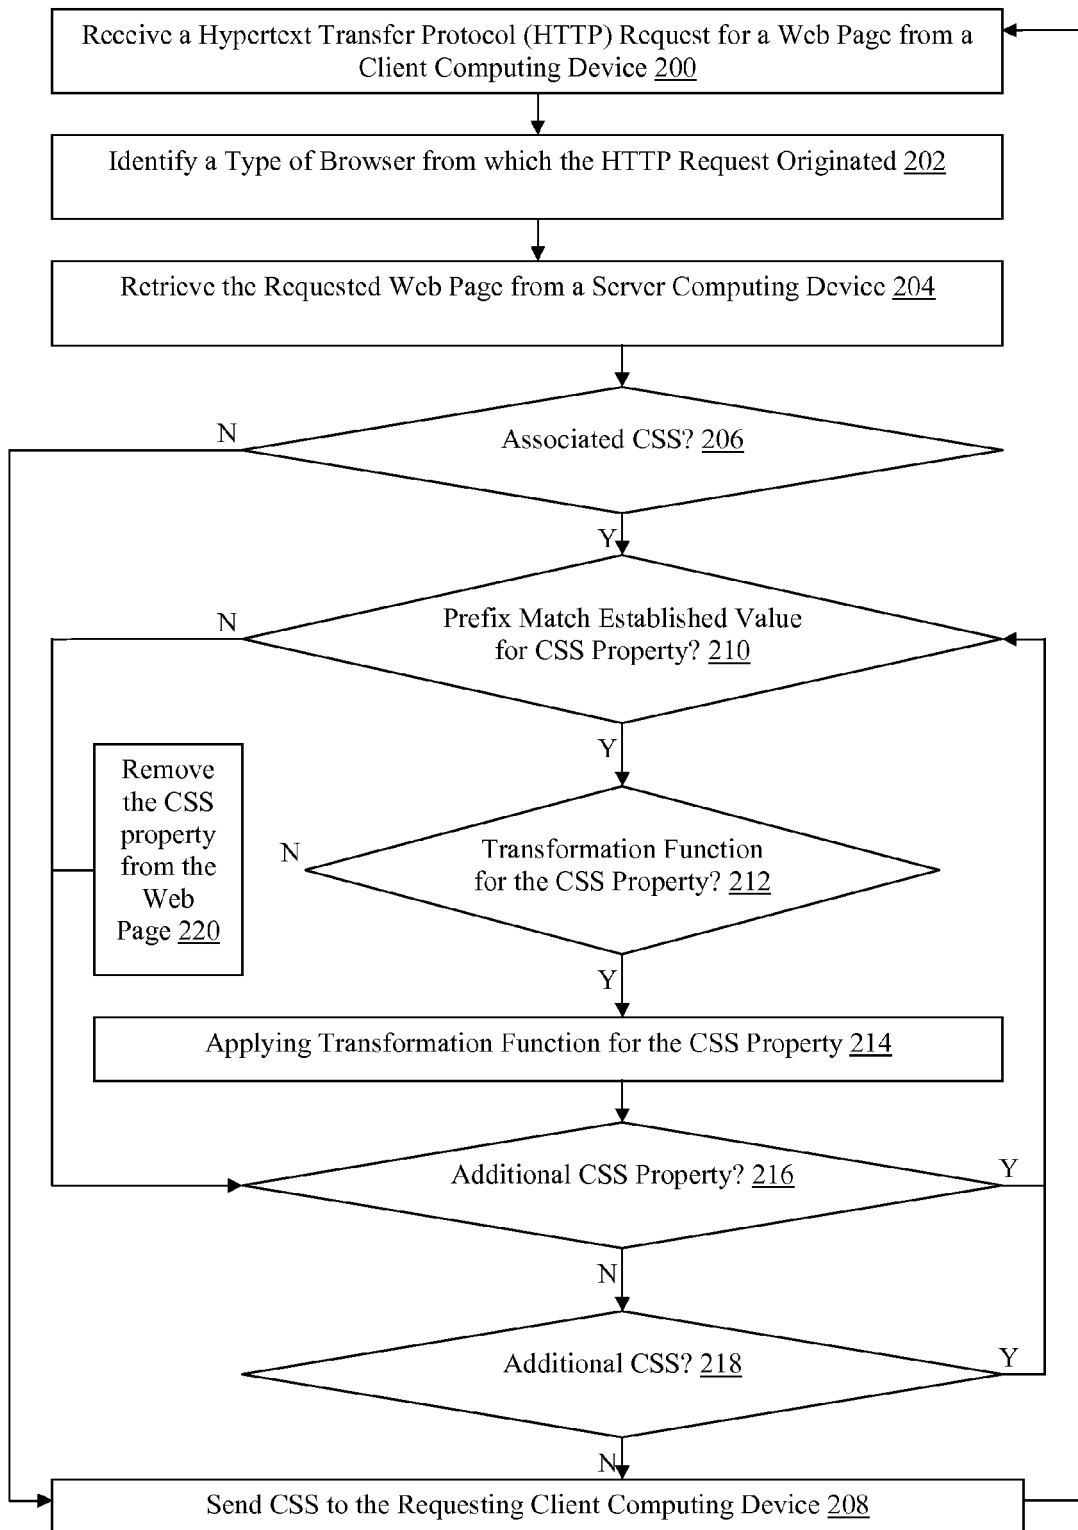 Receive a Hypertext Transfer Protocol (HTTP) Request for a Web Page from a
Client Computing Device 200
Identify a Type of Browser from which the HTTP Request Originated 202
Retrieve the Requested Web Page from a Server Computing Device 204
N
Associated CSS? 206
Y
N
Prefix Match Established Value
for CSS Property? 210
Y
Remove
the CSS
property
from the
Web
Page 220
N
Transformation Function
for the CSS Property? 212
Y
Applying Transformation Function for the CSS Property 214
Additional CSS Property? 216
Y
N
Additional CSS? 218
Y
N
Send CSS to the Requesting Client Computing Device 208